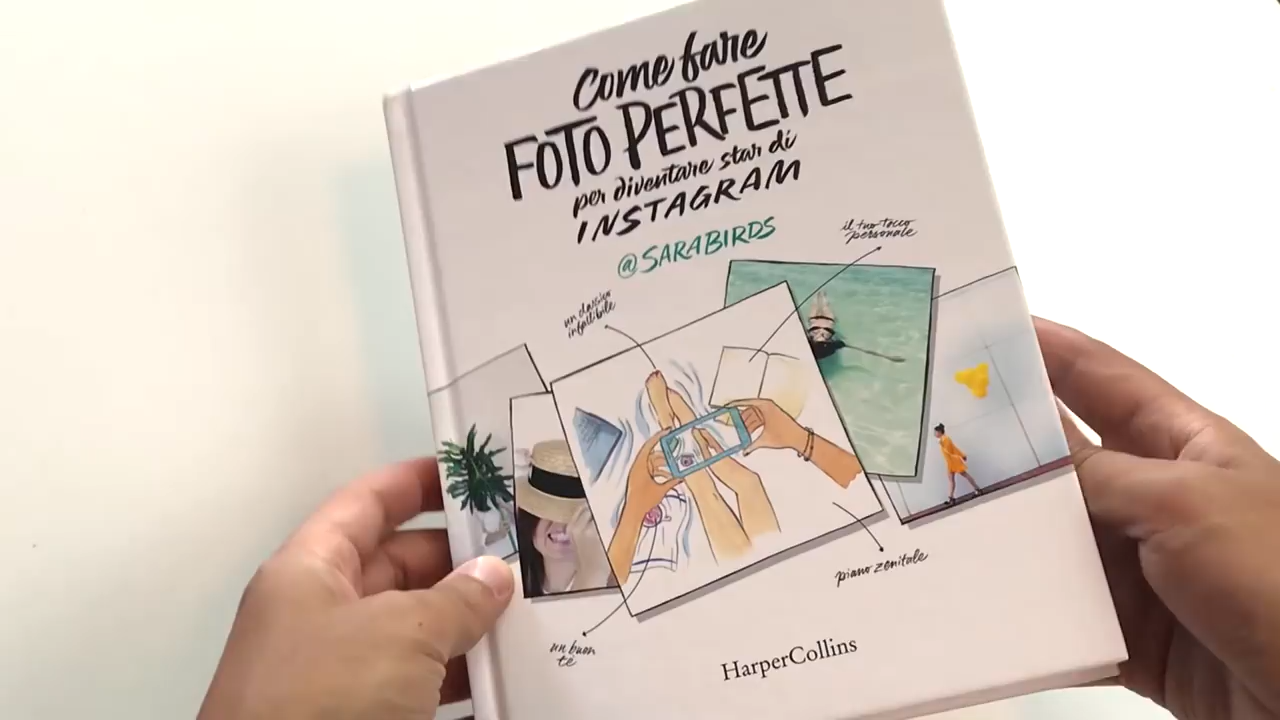 Come fare
FOTO PERFETTE
per diventare star di
INSTAGRAM
@SARABIRDS
il tuo tocco
personale
un classico
infallibile
piano zenitale
un buon
tè
HarperCollins